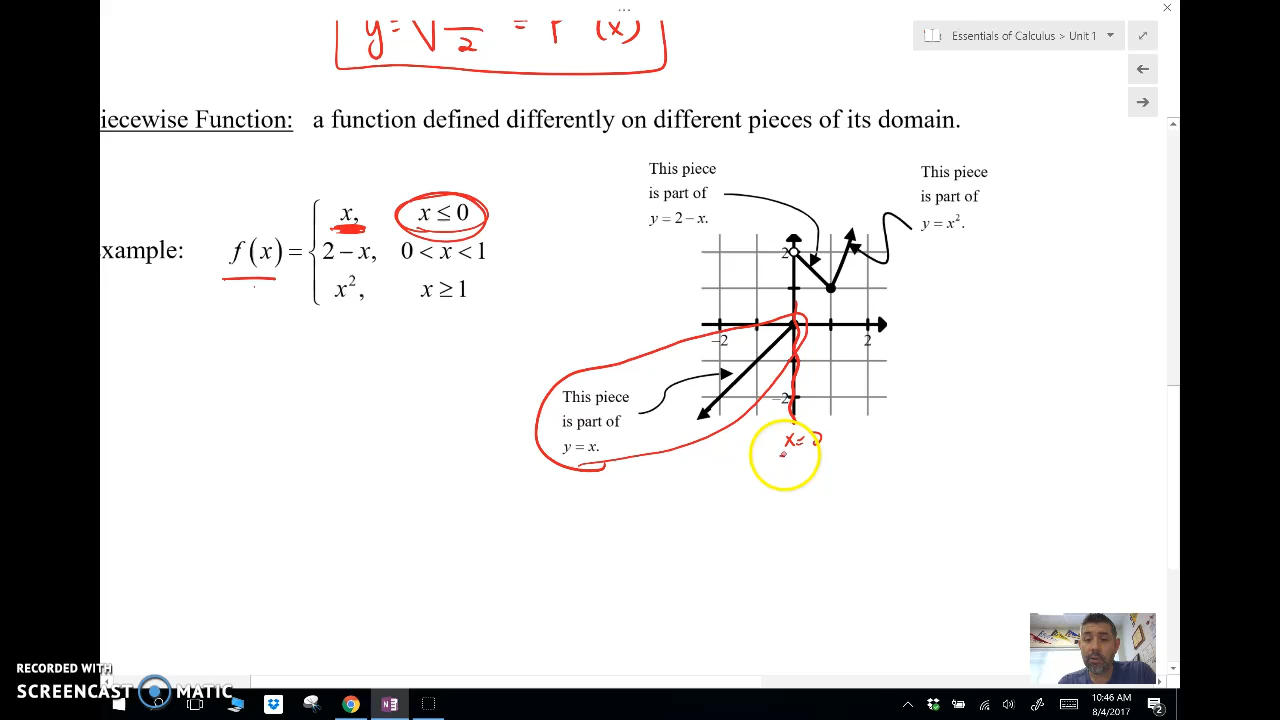 Essentials of Calculus > Unit 1
y = √ 2 = (x)
iecewise Function: a function defined differently on different pieces of its domain.
This piece
is part of
y = 2 − x.
This piece
is part of
y = x².
xample: f(x) =
x, x ≤ 0
2 − x, 0 < x < 1
x², x ≥ 1
2
−2
2
−2
This piece
is part of
y = x.
x = 0
RECORDED WITH
SCREENCAST MATIC
10:46 AM
8/4/2017
2